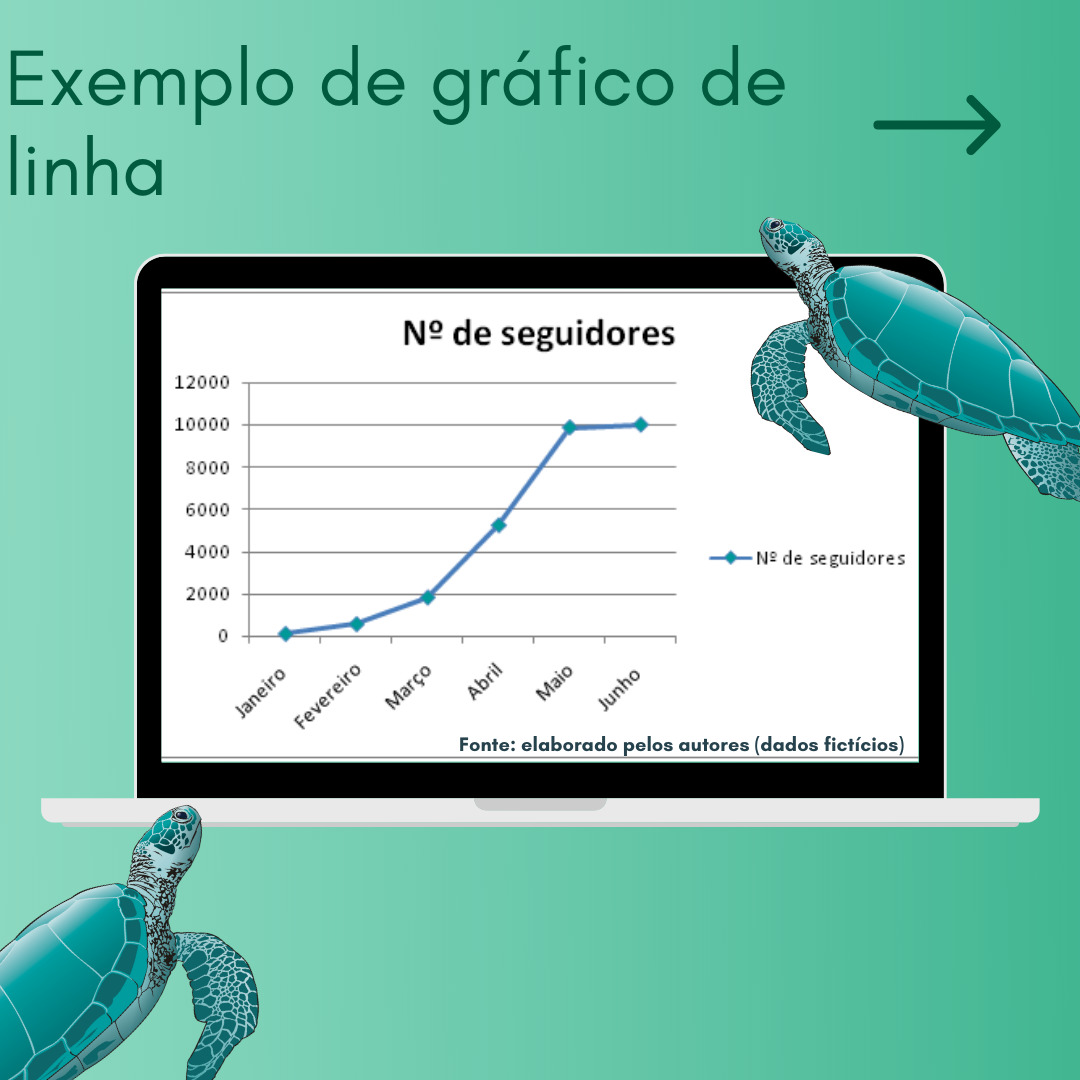 Exemplo de gráfico de
linha
Nº de seguidores
12000
10000
8000
6000
4000
2000
0
Nº de seguidores
Janeiro
Fevereiro
Março
Abril
Maio
Junho
Fonte: elaborado pelos autores (dados fictícios)